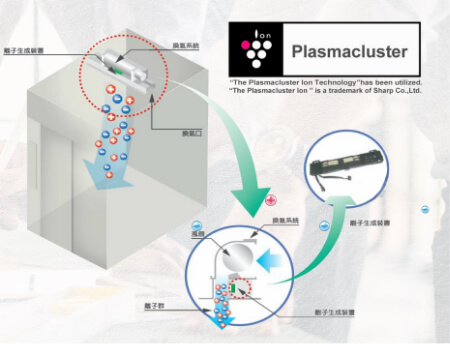 Ion
Plasmacluster
"The Plasmacluster Ion Technology"has been utilized.
"The Plasmacluster Ion " is a trademark of Sharp Co.,Ltd.
離子生成裝置
換氣系統
換氣口
換氣系統
風扇
離子生成裝置
離子群
離子生成裝置